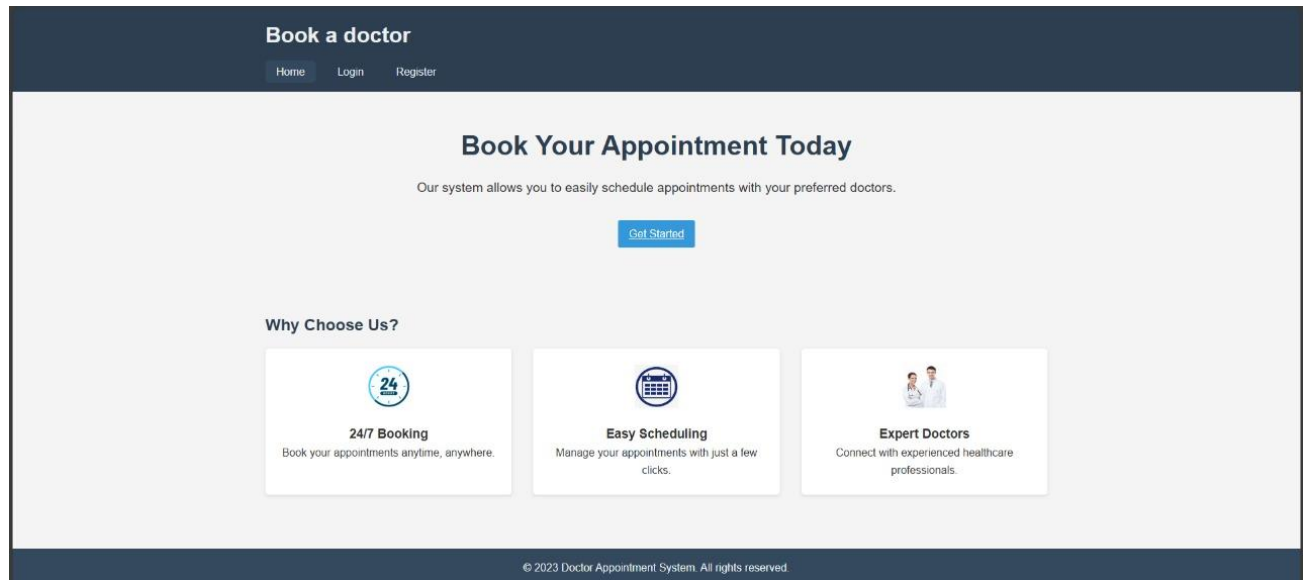 Book a doctor
Home Login Register
Book Your Appointment Today
Our system allows you to easily schedule appointments with your preferred doctors.
Get Started
Why Choose Us?
24
24/7 Booking
Book your appointments anytime, anywhere.
Easy Scheduling
Manage your appointments with just a few
clicks.
Expert Doctors
Connect with experienced healthcare
professionals.
© 2023 Doctor Appointment System. All rights reserved.